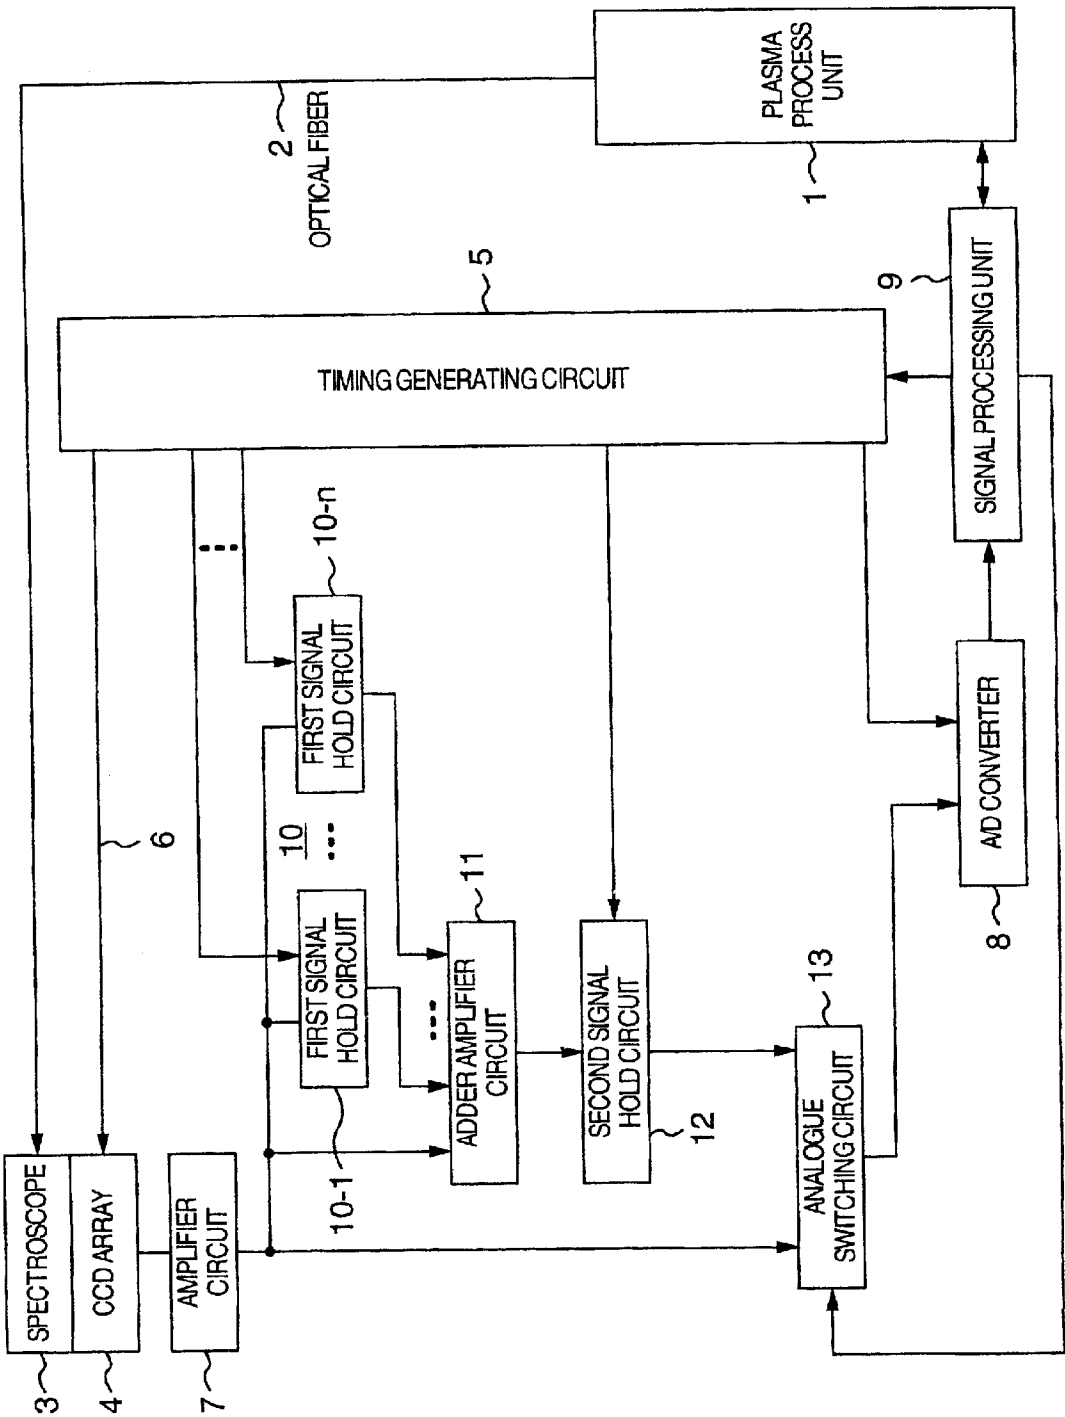 3
SPECTROSCOPE
4
CCD ARRAY
7
AMPLIFIER
CIRCUIT
6
2
OPTICAL FIBER
10-1
FIRST SIGNAL
HOLD CIRCUIT
10
FIRST SIGNAL
HOLD CIRCUIT
10-n
ADDER AMPLIFIER
CIRCUIT
11
TIMING GENERATING CIRCUIT
5
SECOND SIGNAL
HOLD CIRCUIT
12
ANALOGUE
SWITCHING CIRCUIT
13
PLASMA
PROCESS
UNIT
1
A/D CONVERTER
8
SIGNAL PROCESSING UNIT
9